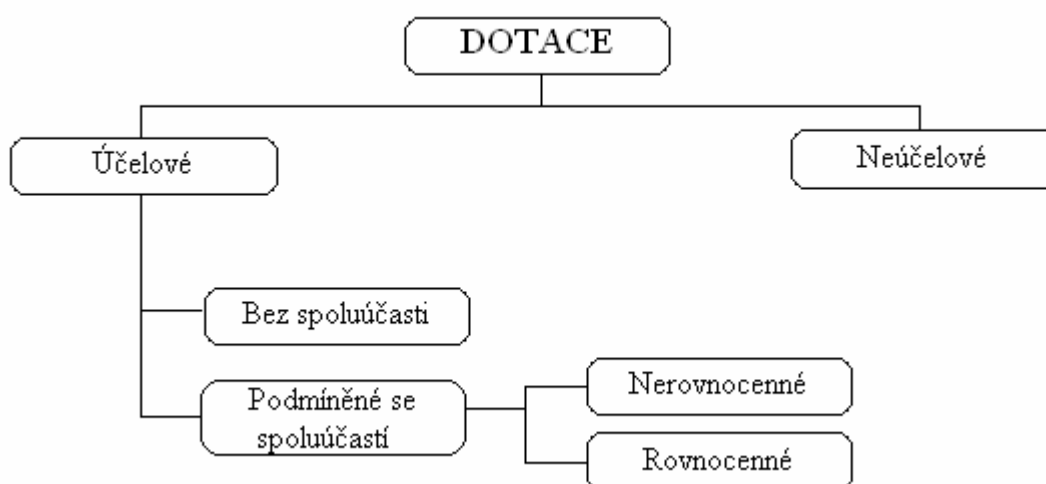 DOTACE
Účelové
Neúčelové
Bez spoluúčasti
Podmíněné se
spoluúčastí
Nerovnocenné
Rovnocenné